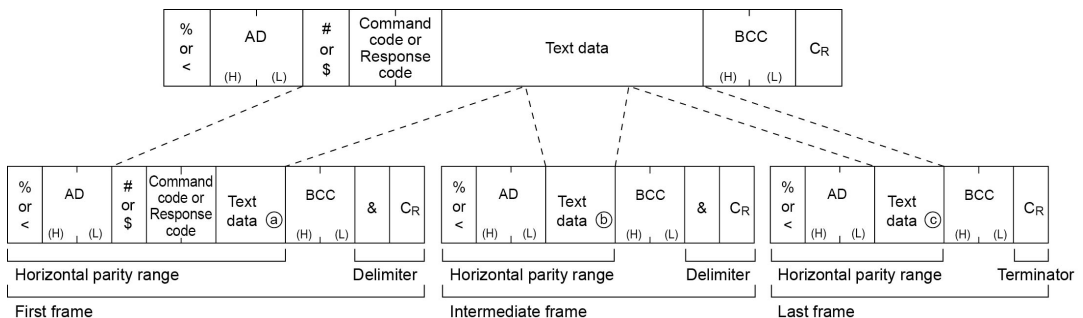 %
or
<
AD
(H) (L)
#
or
$
Command
code or
Response
code
Text data
BCC
(H) (L)
CR
%
or
<
AD
(H) (L)
#
or
$
Command
code or
Response
code
Text
data ⓐ
BCC
(H) (L)
&
CR
%
or
<
AD
(H) (L)
Text
data ⓑ
BCC
(H) (L)
&
CR
%
or
<
AD
(H) (L)
Text
data ⓒ
BCC
(H) (L)
CR
Horizontal parity range
Delimiter
Horizontal parity range
Delimiter
Horizontal parity range
Terminator
First frame
Intermediate frame
Last frame